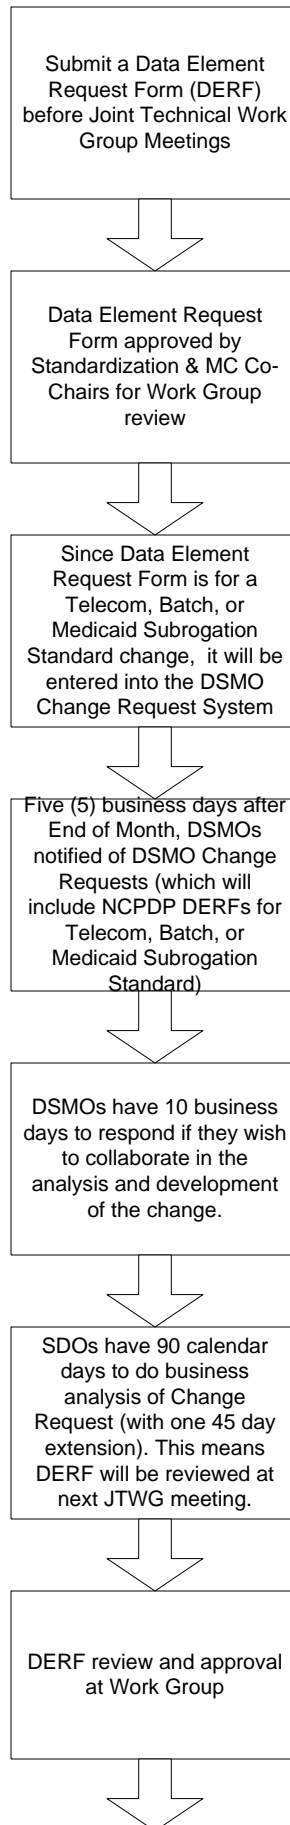 Submit a Data Element
Request Form (DERF)
before Joint Technical Work
Group Meetings
Data Element Request
Form approved by
Standardization & MC Co-
Chairs for Work Group
review
Since Data Element
Request Form is for a
Telecom, Batch, or
Medicaid Subrogation
Standard change,  it will be
entered into the DSMO
Change Request System
Five (5) business days after
End of Month, DSMOs
notified of DSMO Change
Requests (which will
include NCPDP DERFs for
Telecom, Batch, or
Medicaid Subrogation
Standard)
DSMOs have 10 business
days to respond if they wish
to collaborate in the
analysis and development
of the change.
SDOs have 90 calendar
days to do business
analysis of Change
Request (with one 45 day
extension). This means
DERF will be reviewed at
next JTWG meeting.
DERF review and approval
at Work Group